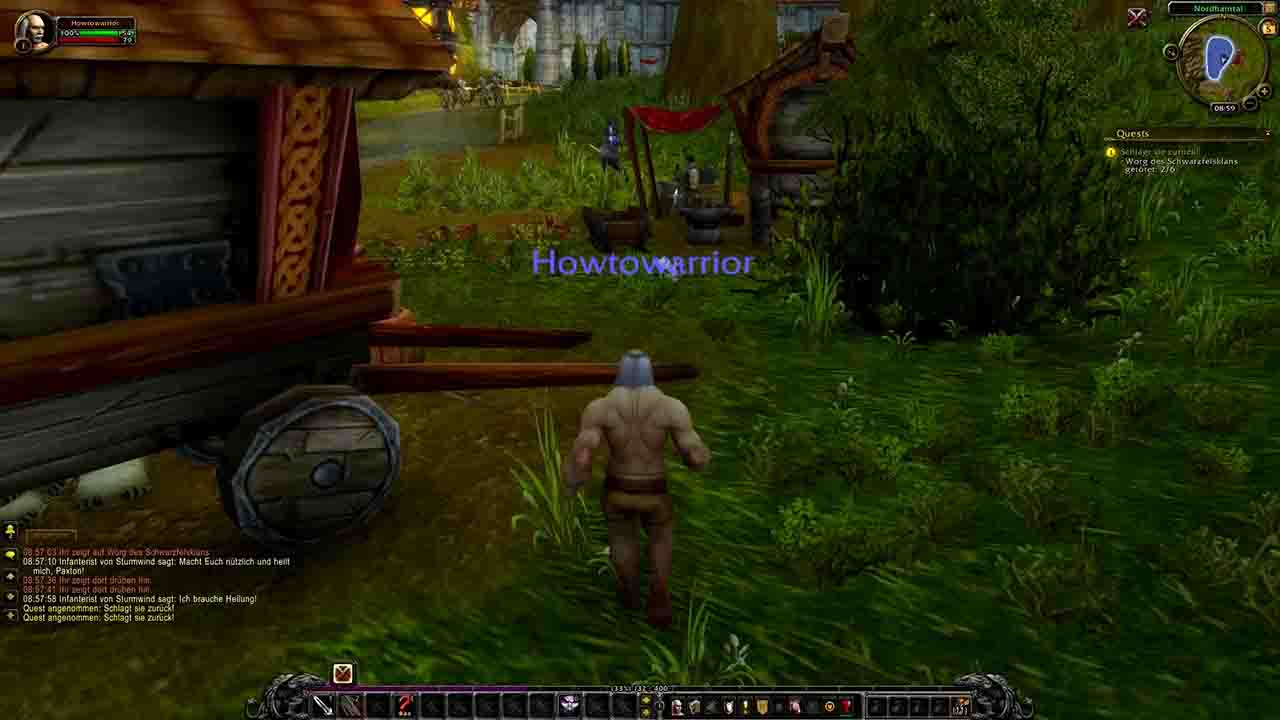 Howtowarrior
100%
79
Nordhaintal
08:59
Quests
Schlagt sie zurück!
- Worg des Schwarzfelsklans
getötet: 2/6
Howtowarrior
08:57:03 Ihr zeigt auf Worg des Schwarzfelsklans.
08:57:10 Infanterist von Sturmwind sagt: Macht Euch nützlich und heilt
mich, Paxton!
08:57:36 Ihr zeigt dort drüben hin.
08:57:41 Ihr zeigt dort drüben hin.
08:57:58 Infanterist von Sturmwind sagt: Ich brauche Heilung!
Quest angenommen: Schlagt sie zurück!
Quest angenommen: Schlagt sie zurück!